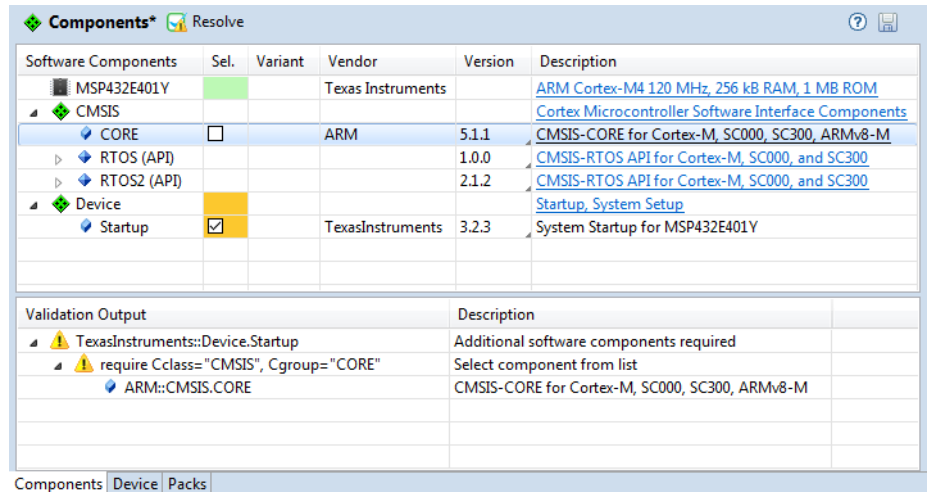 Components* Resolve
Software Components Sel. Variant Vendor Version Description
MSP432E401Y Texas Instruments ARM Cortex-M4 120 MHz, 256 kB RAM, 1 MB ROM
CMSIS Cortex Microcontroller Software Interface Components
CORE ARM 5.1.1 CMSIS-CORE for Cortex-M, SC000, SC300, ARMv8-M
RTOS (API) 1.0.0 CMSIS-RTOS API for Cortex-M, SC000, and SC300
RTOS2 (API) 2.1.2 CMSIS-RTOS API for Cortex-M, SC000, and SC300
Device Startup, System Setup
Startup TexasInstruments 3.2.3 System Startup for MSP432E401Y
Validation Output Description
TexasInstruments::Device.Startup Additional software components required
require Cclass="CMSIS", Cgroup="CORE" Select component from list
ARM::CMSIS.CORE CMSIS-CORE for Cortex-M, SC000, SC300, ARMv8-M
Components Device Packs